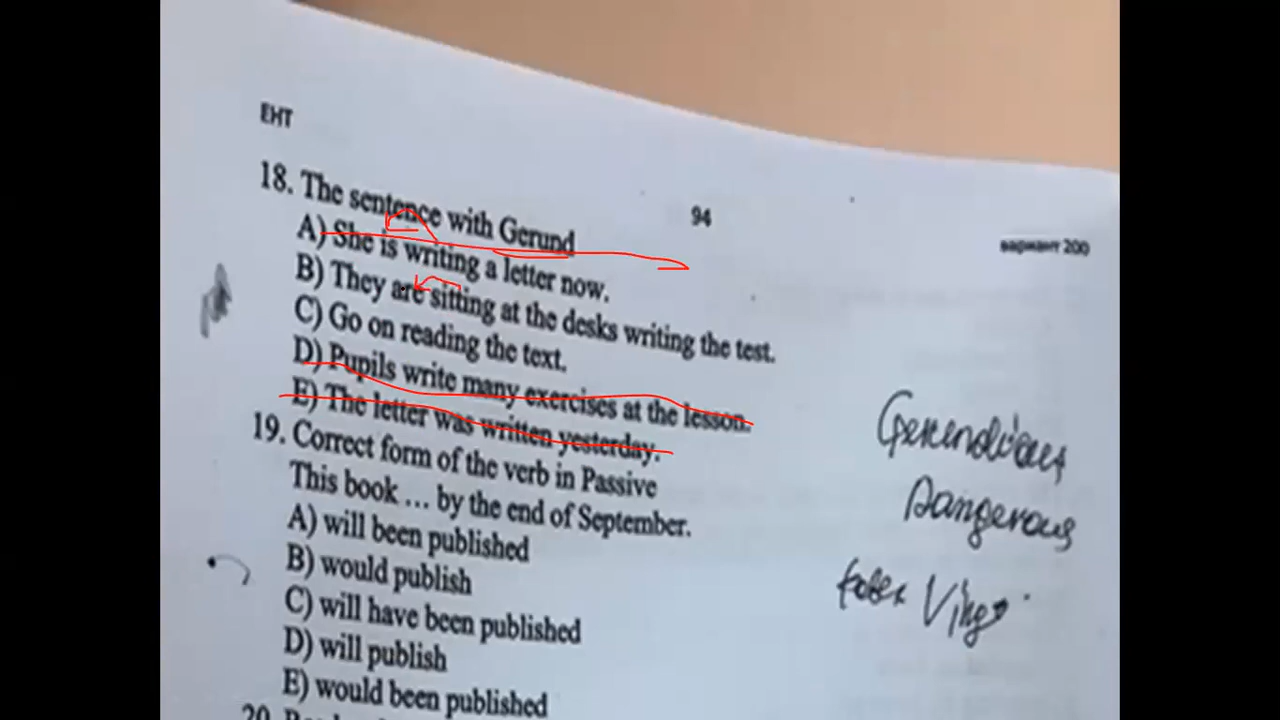 ЕНТ
94
вариант 200
18. The sentence with Gerund
A) She is writing a letter now.
B) They are sitting at the desks writing the test.
C) Go on reading the text.
D) Pupils write many exercises at the lesson.
E) The letter was written yesterday.
19. Correct form of the verb in Passive
This book ... by the end of September.
A) will been published
B) would publish
C) will have been published
D) will publish
E) would been published
20.
Dangerous
Ving